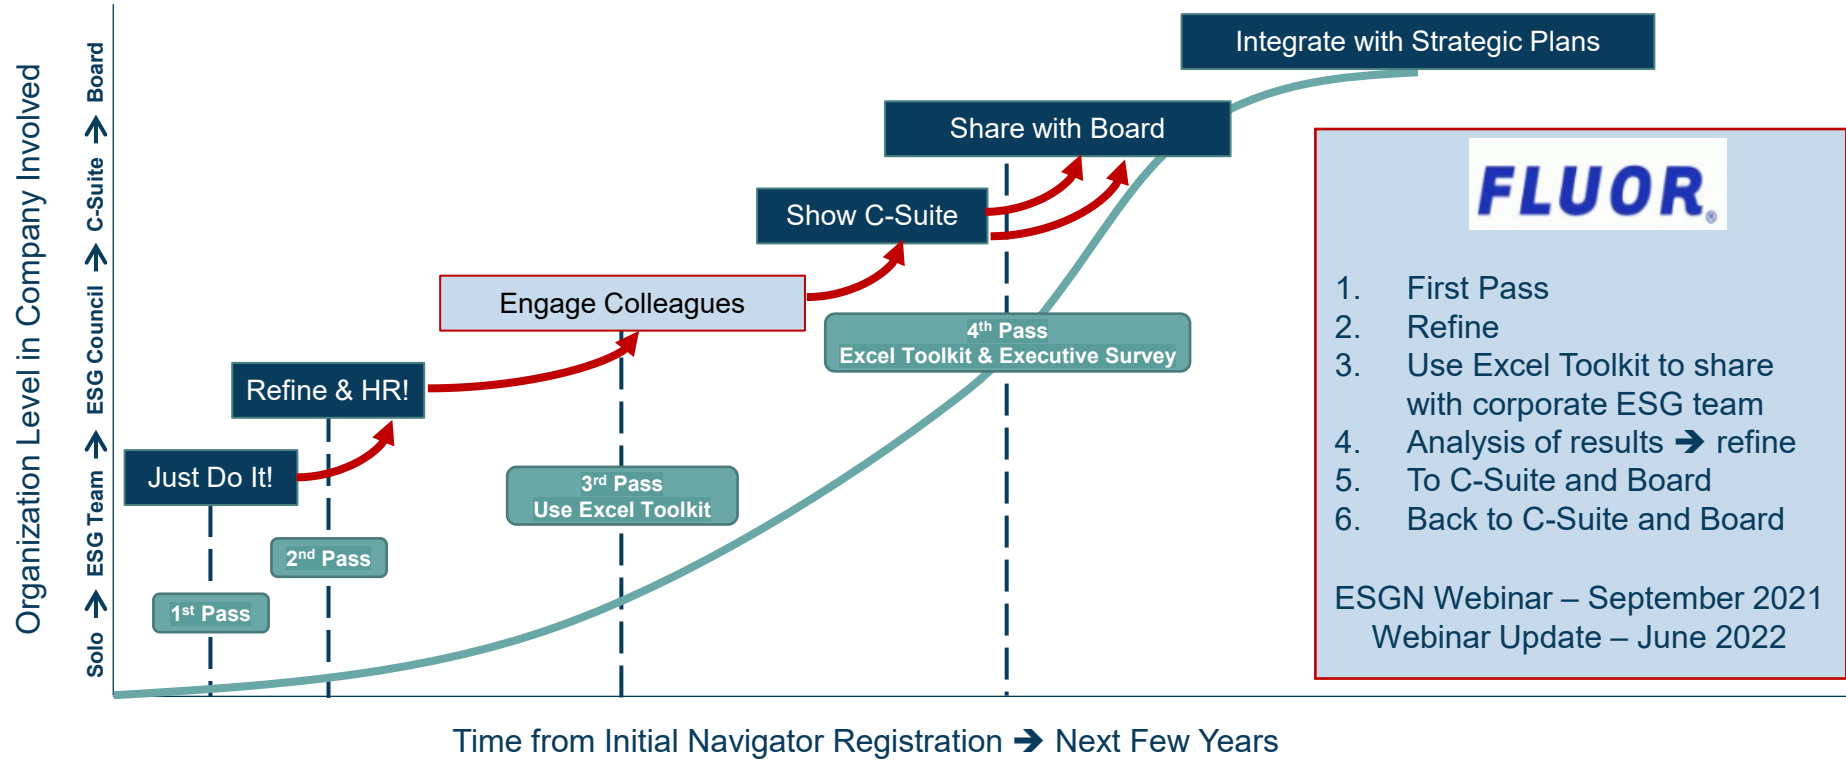 Organization Level in Company Involved
Solo → ESG Team → ESG Council → C-Suite → Board
Integrate with Strategic Plans
Share with Board
Show C-Suite
Engage Colleagues
Refine & HR!
Just Do It!
1st Pass
2nd Pass
3rd Pass
Use Excel Toolkit
4th Pass
Excel Toolkit & Executive Survey
FLUOR®
1. First Pass
2. Refine
3. Use Excel Toolkit to share
with corporate ESG team
4. Analysis of results → refine
5. To C-Suite and Board
6. Back to C-Suite and Board
ESGN Webinar – September 2021
Webinar Update – June 2022
Time from Initial Navigator Registration → Next Few Years